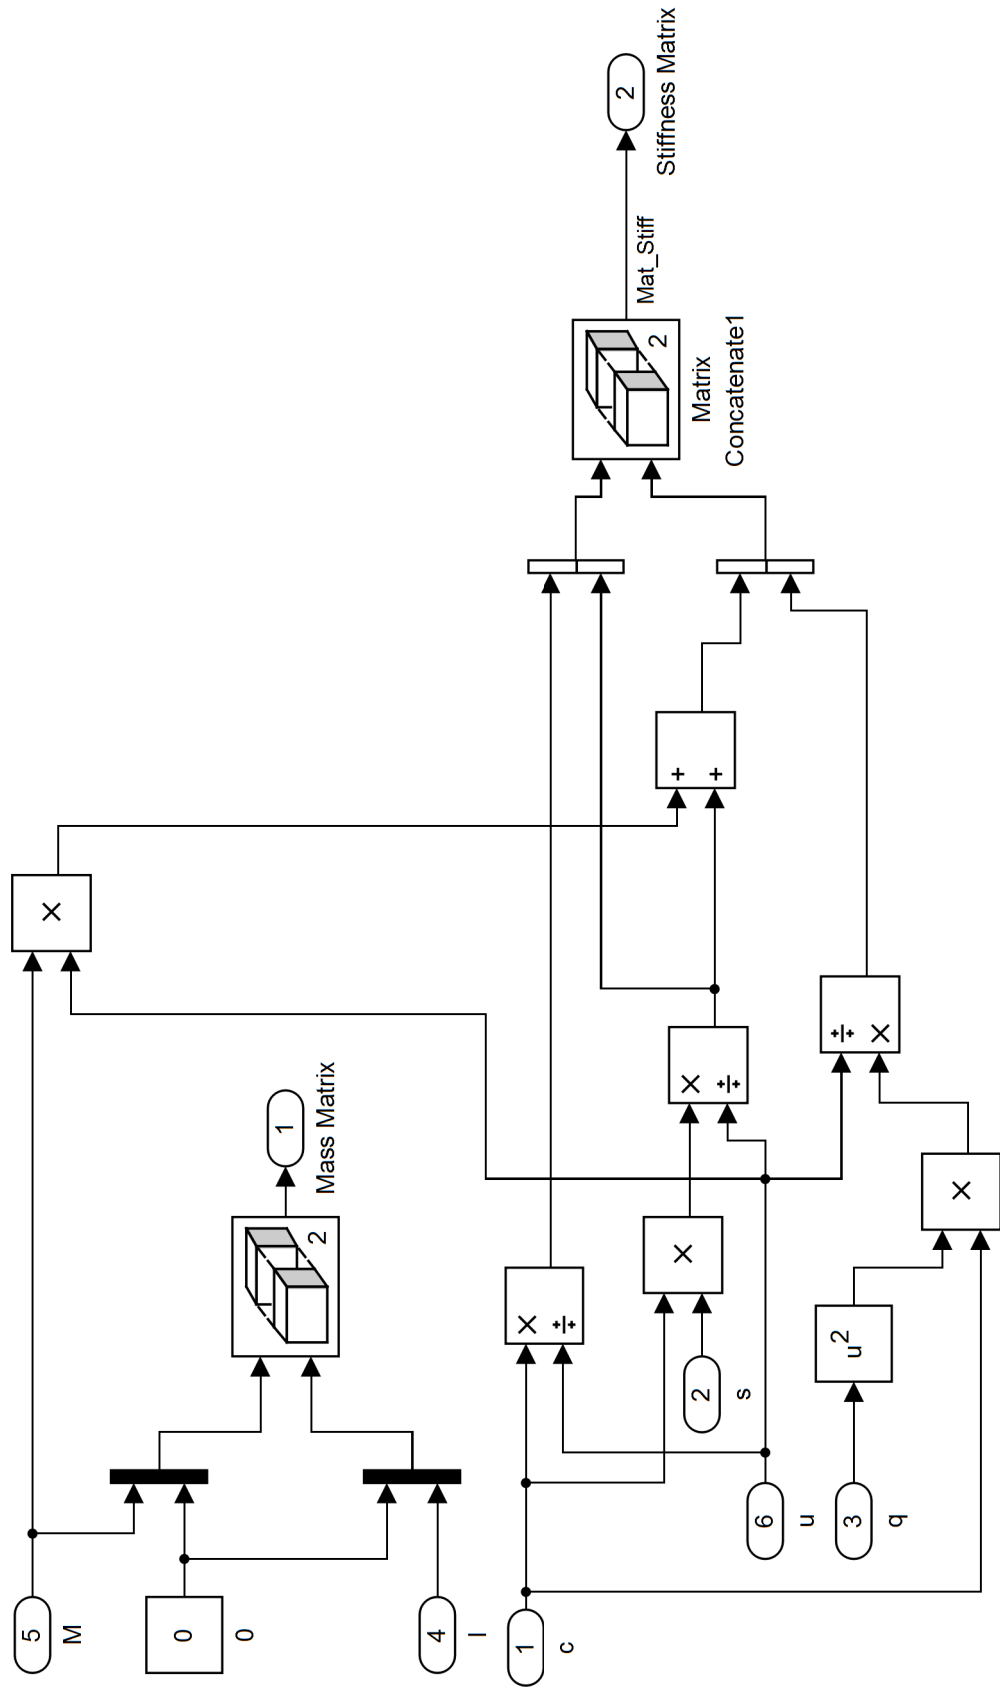 5
M
×
0
0
2
1
Mass Matrix
4
I
1
c
×
÷
×
2
s
×
÷
+
+
2
Matrix
Concatenate1
Mat_Stiff
2
Stiffness Matrix
6
u
3
q
u²
÷
×
×